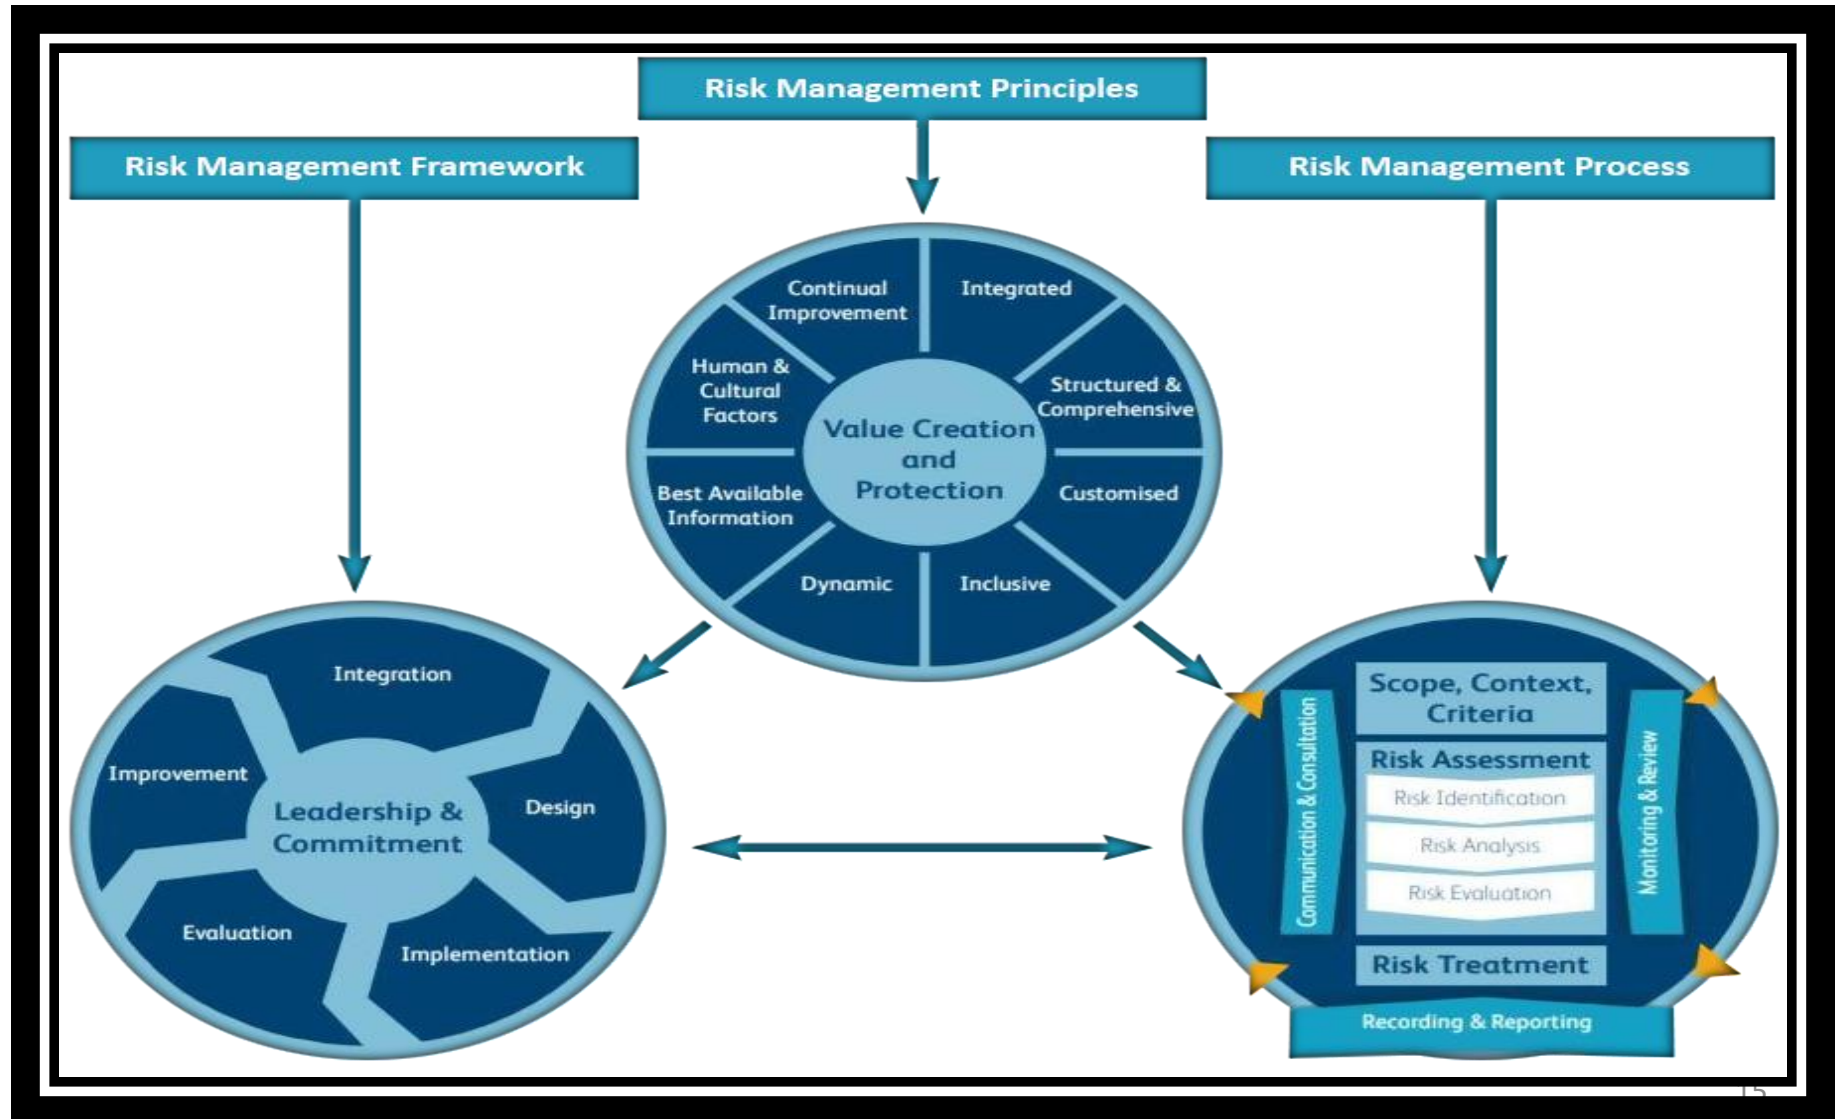 Risk Management Principles
Risk Management Framework
Risk Management Process
Continual
Improvement
Integrated
Human &
Cultural
Factors
Structured &
Comprehensive
Value Creation
and
Protection
Best Available
Information
Customised
Dynamic
Inclusive
Integration
Improvement
Design
Leadership &
Commitment
Evaluation
Implementation
Scope, Context,
Criteria
Communication & Consultation
Risk Assessment
Risk Identification
Risk Analysis
Risk Evaluation
Monitoring & Review
Risk Treatment
Recording & Reporting
15